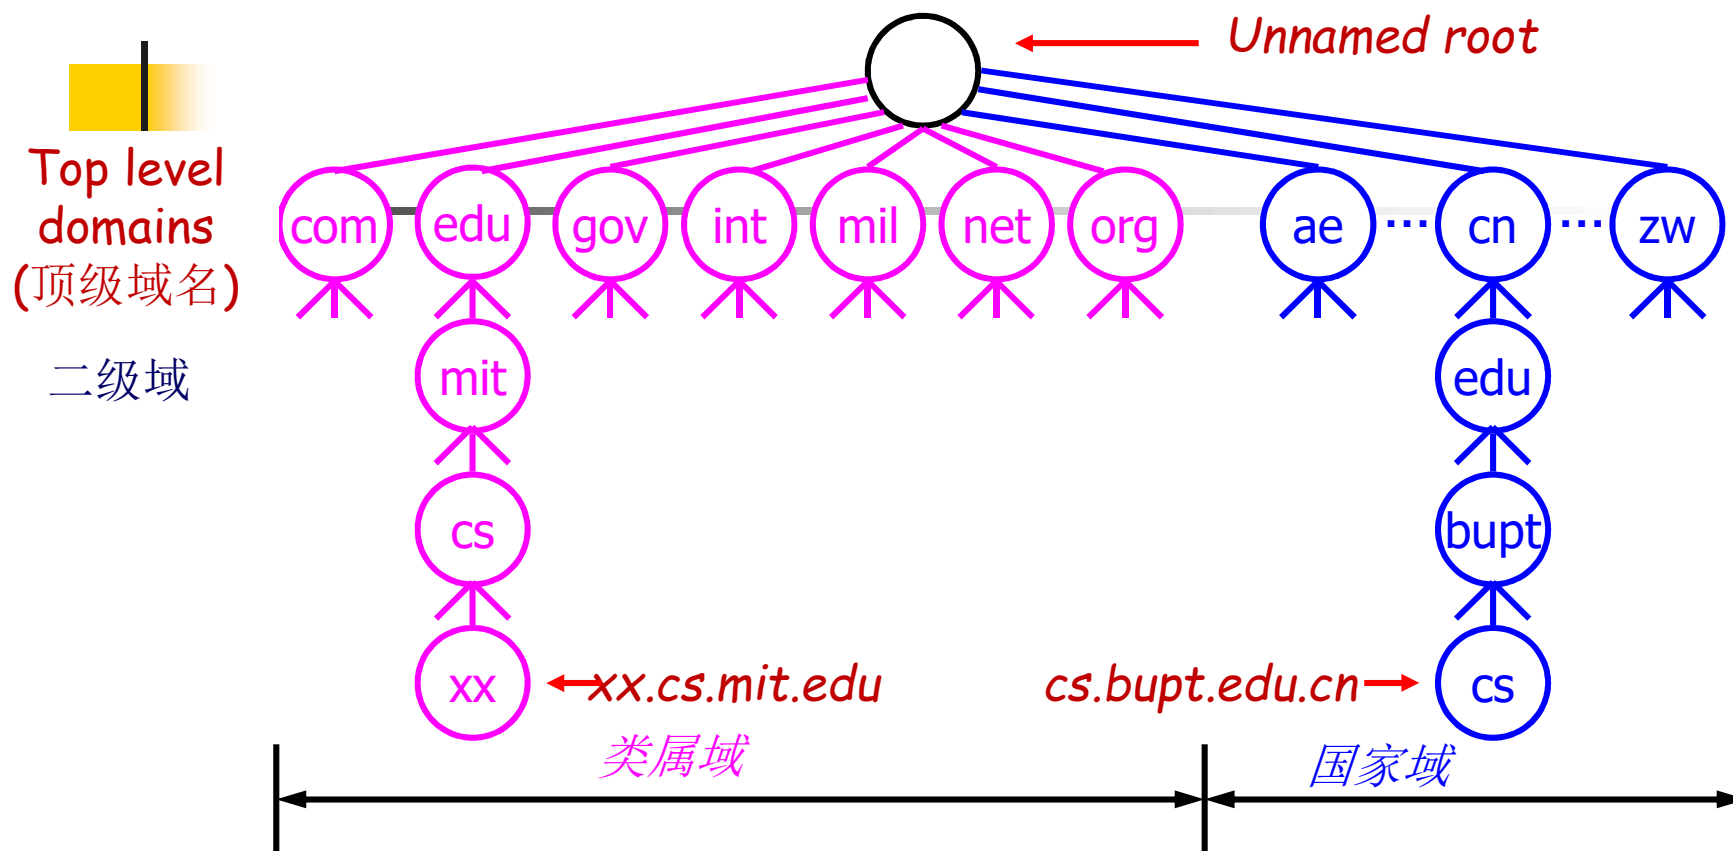 Unnamed root
Top level
domains
(顶级域名)
com edu gov int mil net org ae ... cn ... zw
二级域
mit edu
cs bupt
xx xx.cs.mit.edu cs.bupt.edu.cn cs
类属域 国家域